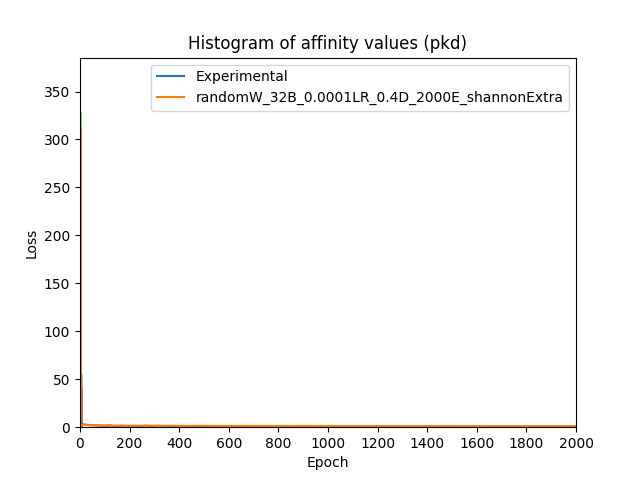 Histogram of affinity values (pkd)
Experimental
randomW_32B_0.0001LR_0.4D_2000E_shannonExtra
350
300
250
200
150
100
50
0
Loss
0 200 400 600 800 1000 1200 1400 1600 1800 2000
Epoch